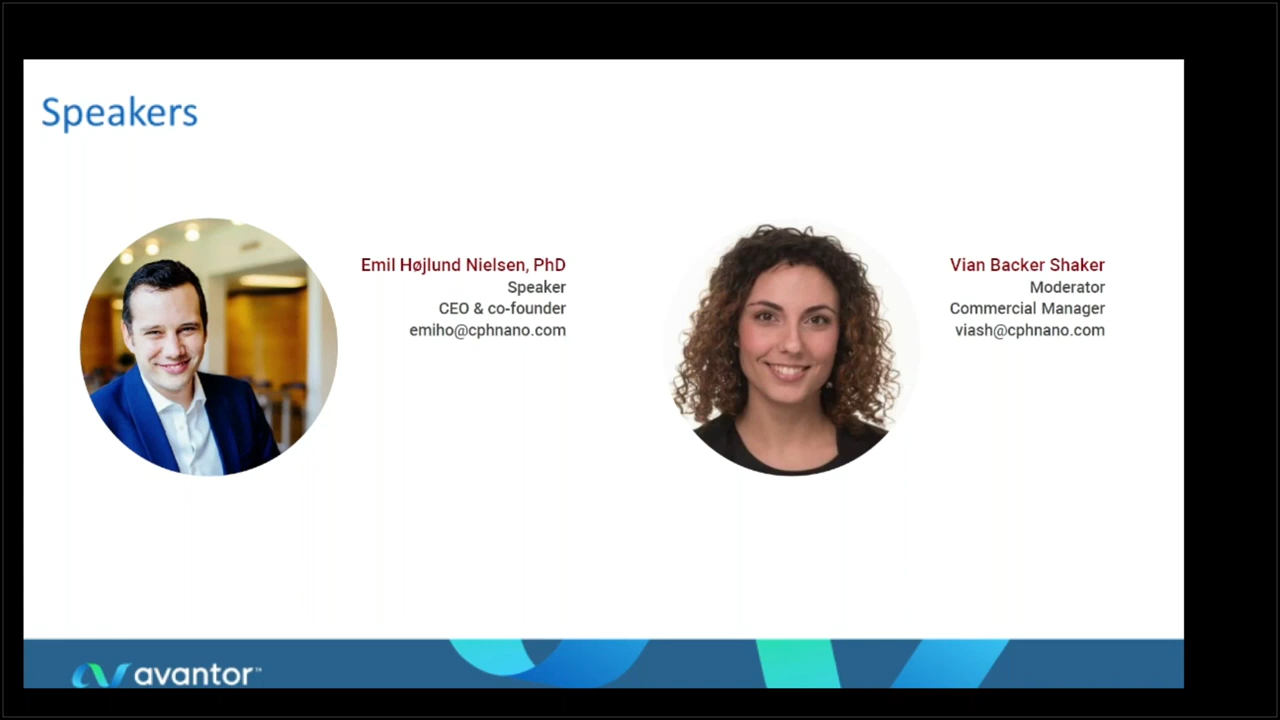 Speakers
Emil Højlund Nielsen, PhD
Speaker
CEO & co-founder
emiho@cphnano.com
Vian Backer Shaker
Moderator
Commercial Manager
viash@cphnano.com
avantor™